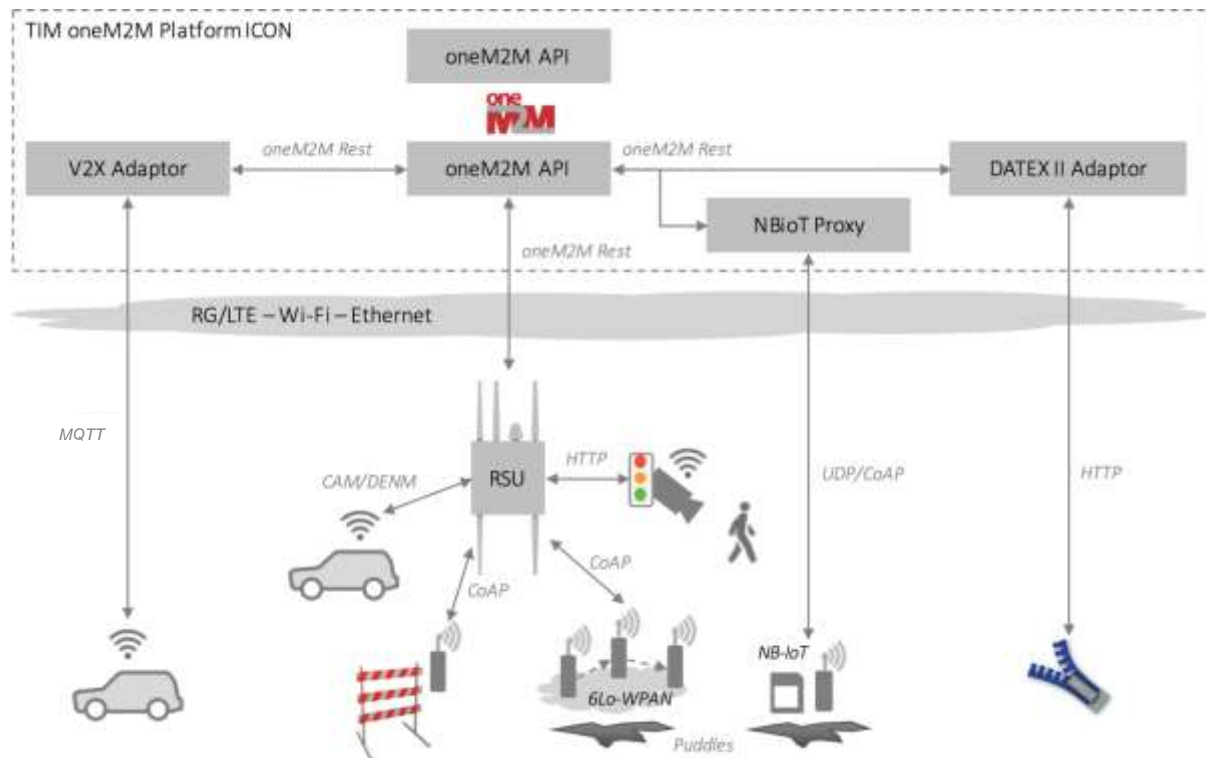 TIM oneM2M Platform ICON
oneM2M API
one
M2M
oneM2M Rest
oneM2M Rest
V2X Adaptor
oneM2M API
DATEX II Adaptor
NBioT Proxy
oneM2M Rest
RG/LTE – Wi-Fi – Ethernet
MQTT
HTTP
CAM/DENM
RSU
UDP/CoAP
HTTP
CoAP
CoAP
NB-IoT
6Lo-WPAN
Puddles